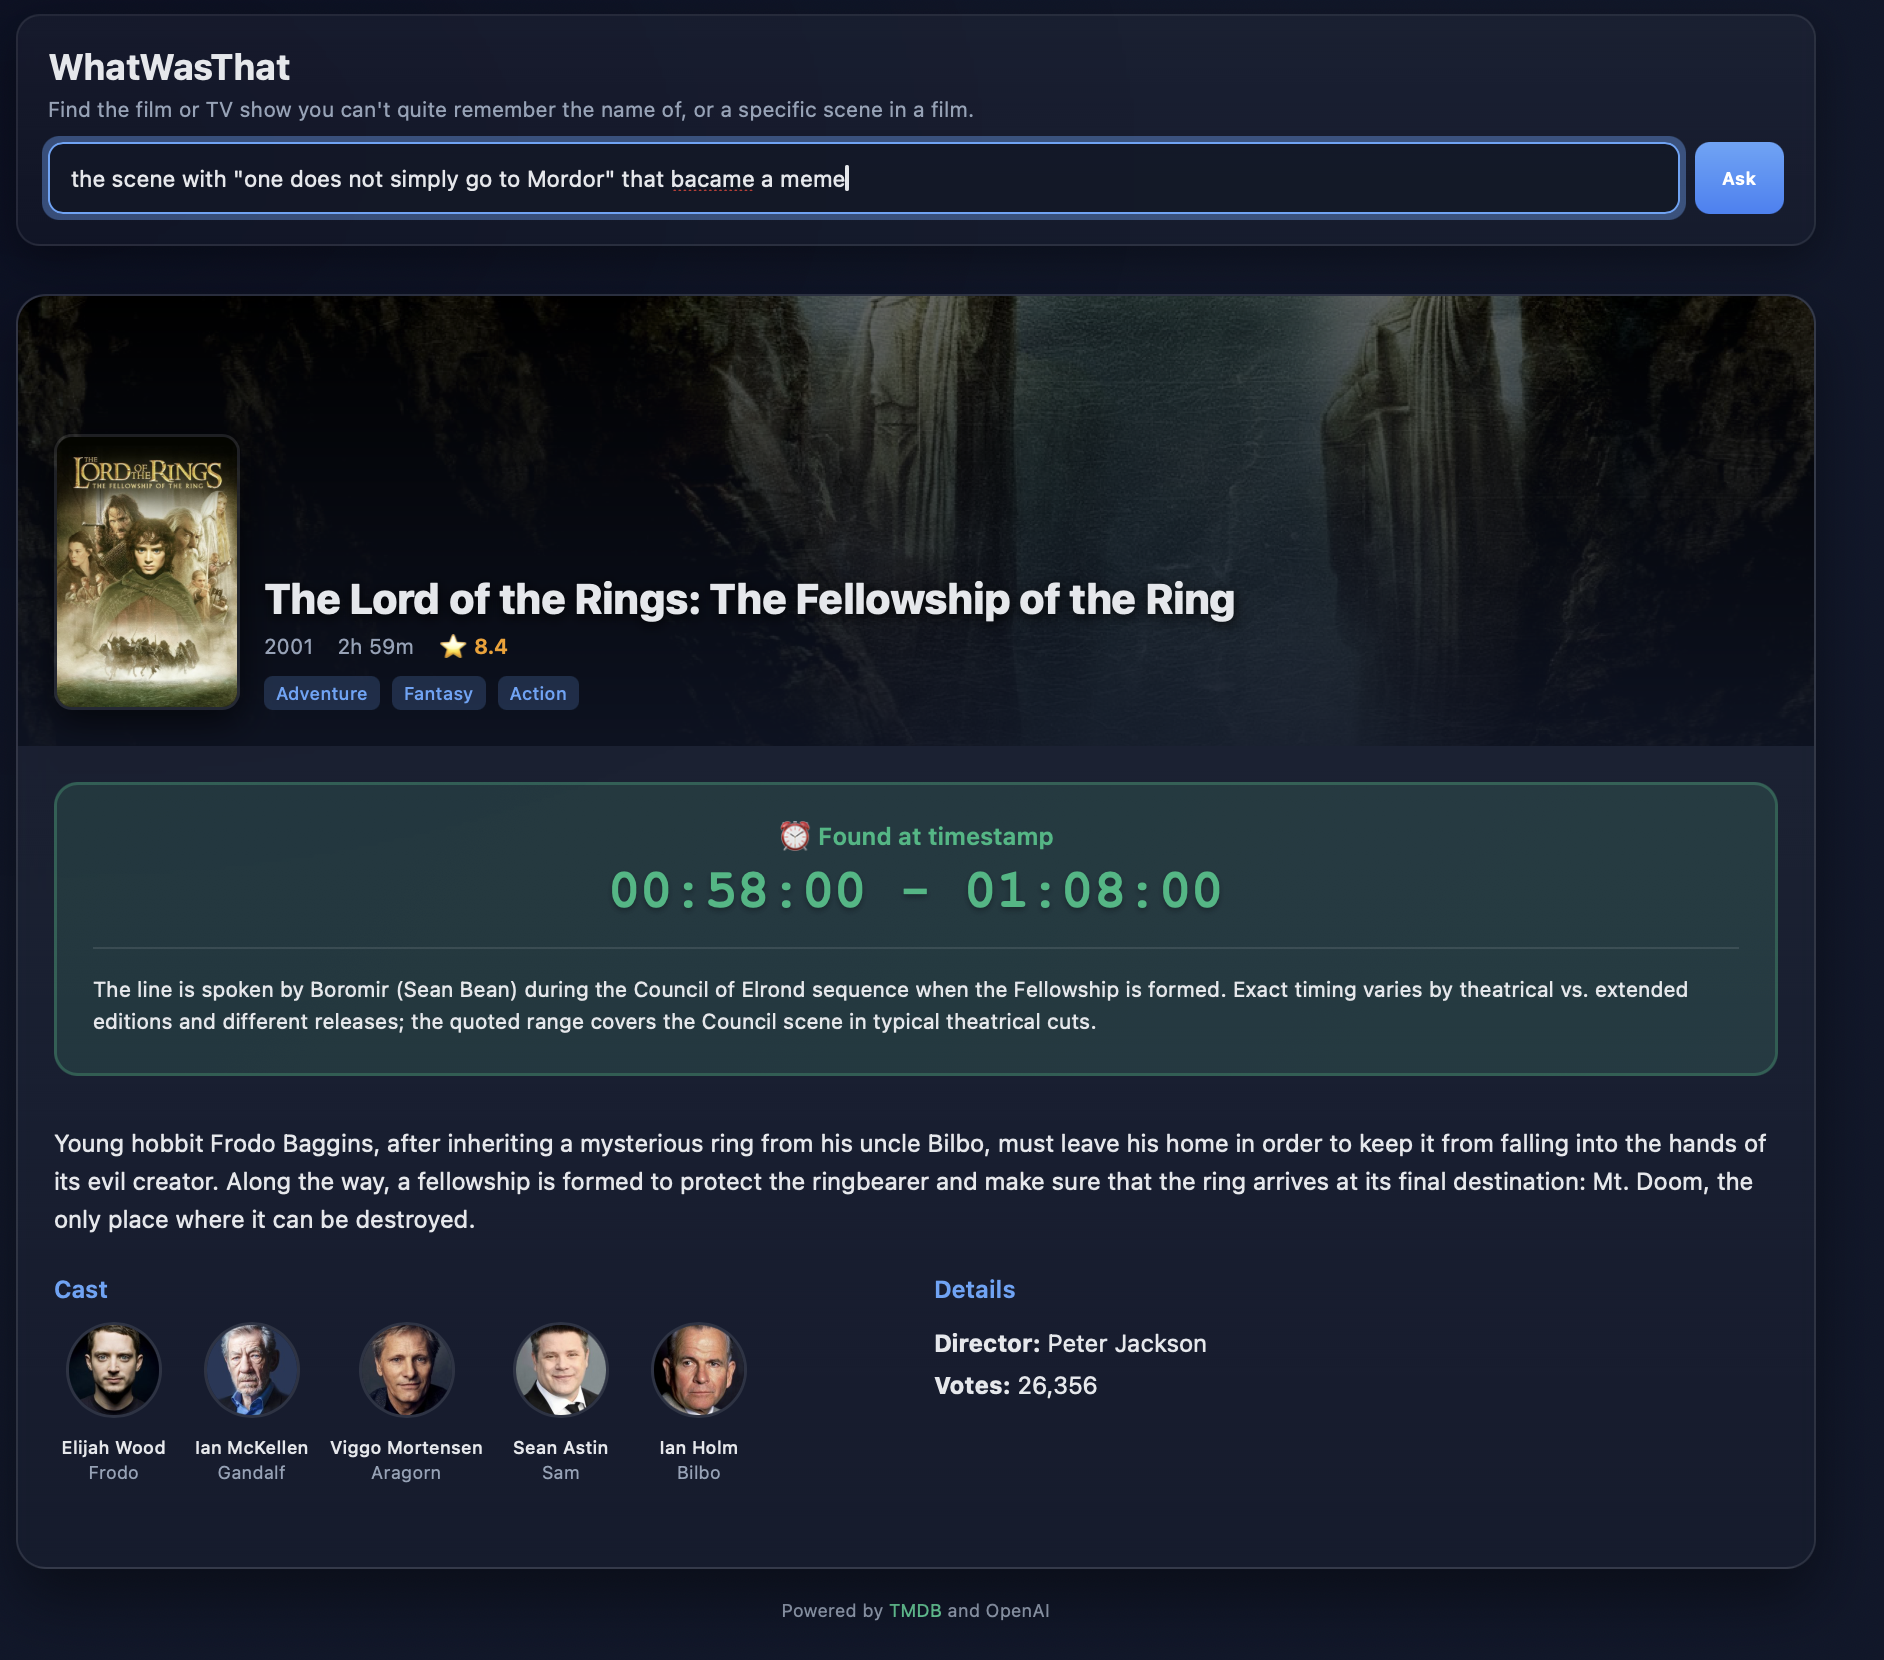 WhatWasThat
Find the film or TV show you can't quite remember the name of, or a specific scene in a film.
the scene with "one does not simply go to Mordor" that bacame a meme
Ask
THE LORD OF THE RINGS
THE FELLOWSHIP OF THE RING
The Lord of the Rings: The Fellowship of the Ring
2001 2h 59m ⭐ 8.4
Adventure Fantasy Action
⏰ Found at timestamp
00:58:00 – 01:08:00
The line is spoken by Boromir (Sean Bean) during the Council of Elrond sequence when the Fellowship is formed. Exact timing varies by theatrical vs. extended
editions and different releases; the quoted range covers the Council scene in typical theatrical cuts.
Young hobbit Frodo Baggins, after inheriting a mysterious ring from his uncle Bilbo, must leave his home in order to keep it from falling into the hands of
its evil creator. Along the way, a fellowship is formed to protect the ringbearer and make sure that the ring arrives at its final destination: Mt. Doom, the
only place where it can be destroyed.
Cast
Elijah Wood
Frodo
Ian McKellen
Gandalf
Viggo Mortensen
Aragorn
Sean Astin
Sam
Ian Holm
Bilbo
Details
Director: Peter Jackson
Votes: 26,356
Powered by TMDB and OpenAI